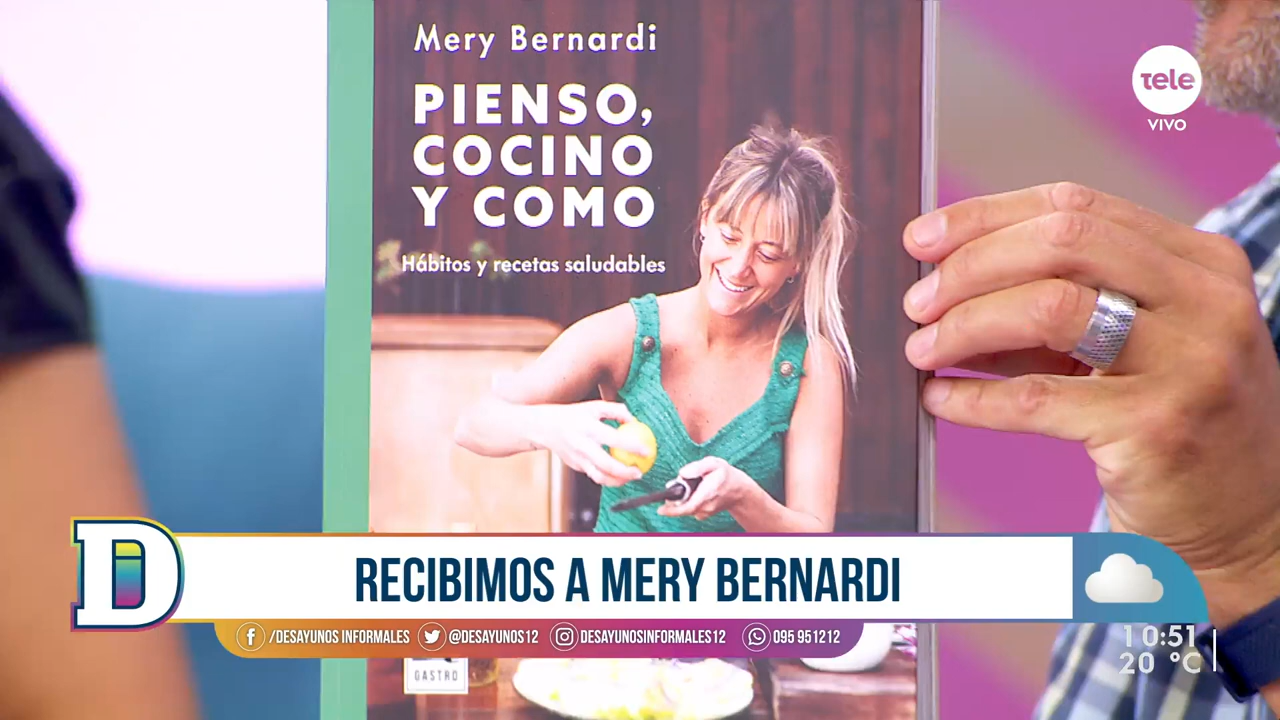 Mery Bernardi
PIENSO,
COCINO
Y COMO
Hábitos y recetas saludables
tele
VIVO
D
RECIBIMOS A MERY BERNARDI
/DESAYUNOS INFORMALES @DESAYUNOS12 DESAYUNOSINFORMALES12 095 951212
10:51
20 °C
GASTRO